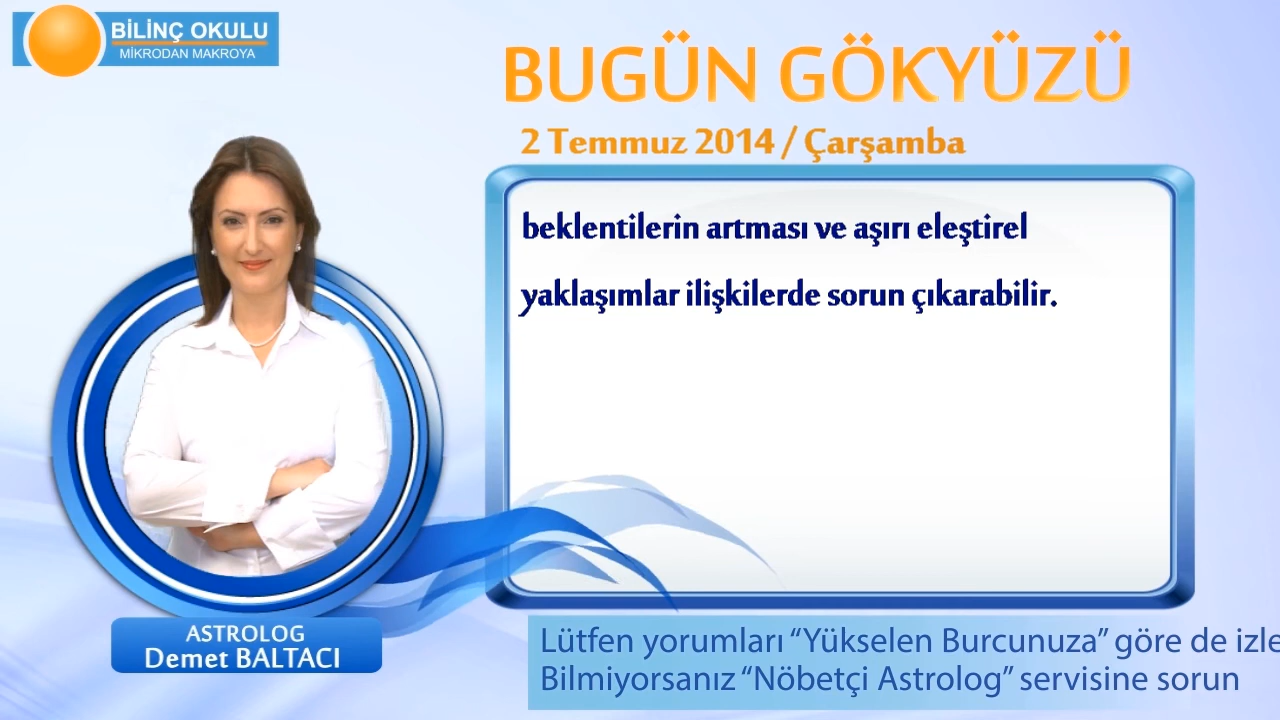 BİLİNÇ OKULU
MİKRODAN MAKROYA
BUGÜN GÖKYÜZÜ
2 Temmuz 2014 / Çarşamba
beklentilerin artması ve aşırı eleştirel
yaklaşımlar ilişkilerde sorun çıkarabilir.
ASTROLOG
Demet BALTACI
Lütfen yorumları “Yükselen Burcunuza” göre de izle
Bilmiyorsanız “Nöbetçi Astrolog” servisine sorun